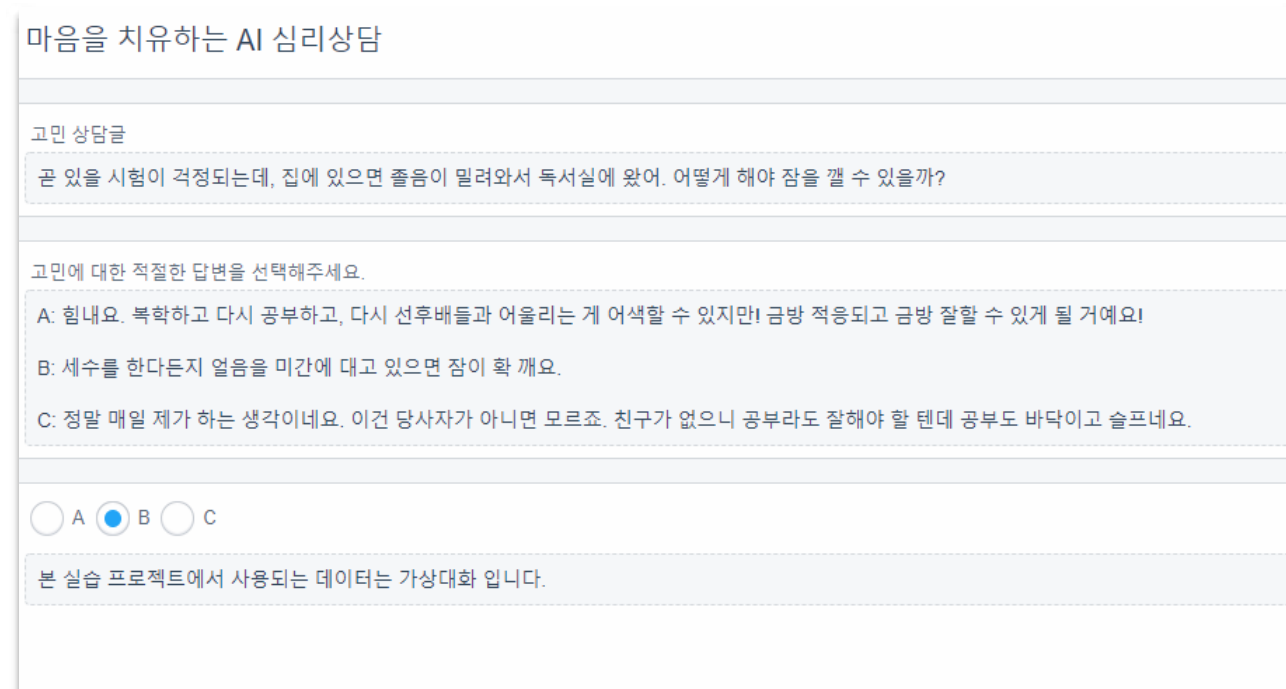 마음을 치유하는 AI 심리상담
고민 상담글
곧 있을 시험이 걱정되는데, 집에 있으면 졸음이 밀려와서 독서실에 왔어. 어떻게 해야 잠을 깰 수 있을까?
고민에 대한 적절한 답변을 선택해주세요.
A: 힘내요. 복학하고 다시 공부하고, 다시 선후배들과 어울리는 게 어색할 수 있지만! 금방 적응되고 금방 잘할 수 있게 될 거예요!
B: 세수를 한다든지 얼음을 미간에 대고 있으면 잠이 확 깨요.
C: 정말 매일 제가 하는 생각이네요. 이건 당사자가 아니면 모르죠. 친구가 없으니 공부라도 잘해야 할 텐데 공부도 바닥이고 슬프네요.
A B C
본 실습 프로젝트에서 사용되는 데이터는 가상대화 입니다.